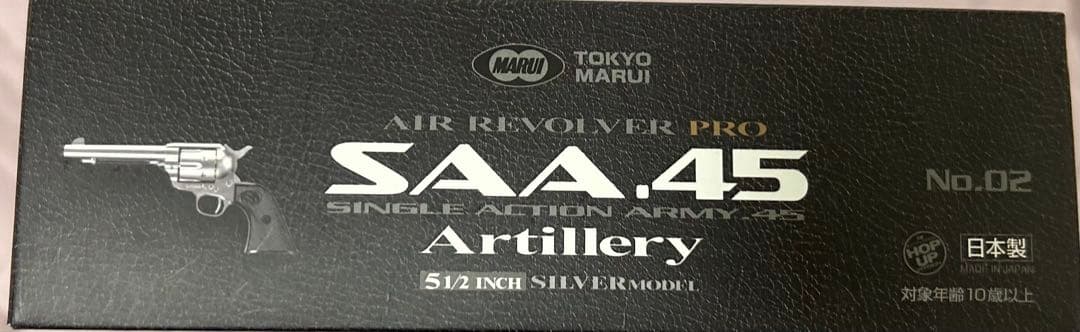 MARUI
TOKYO
MARUI
AIR REVOLVER PRO
SAA.45
SINGLE ACTION ARMY .45
Artillery
5 1/2 INCH SILVER MODEL
No.02
HOP
UP
日本製
MADE IN JAPAN
対象年齢10歳以上